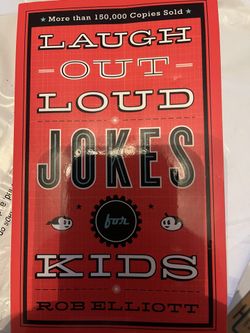 More than 150,000 Copies Sold
LAUGH
OUT
LOUD
JOKES
for
KIDS
ROB ELLIOTT